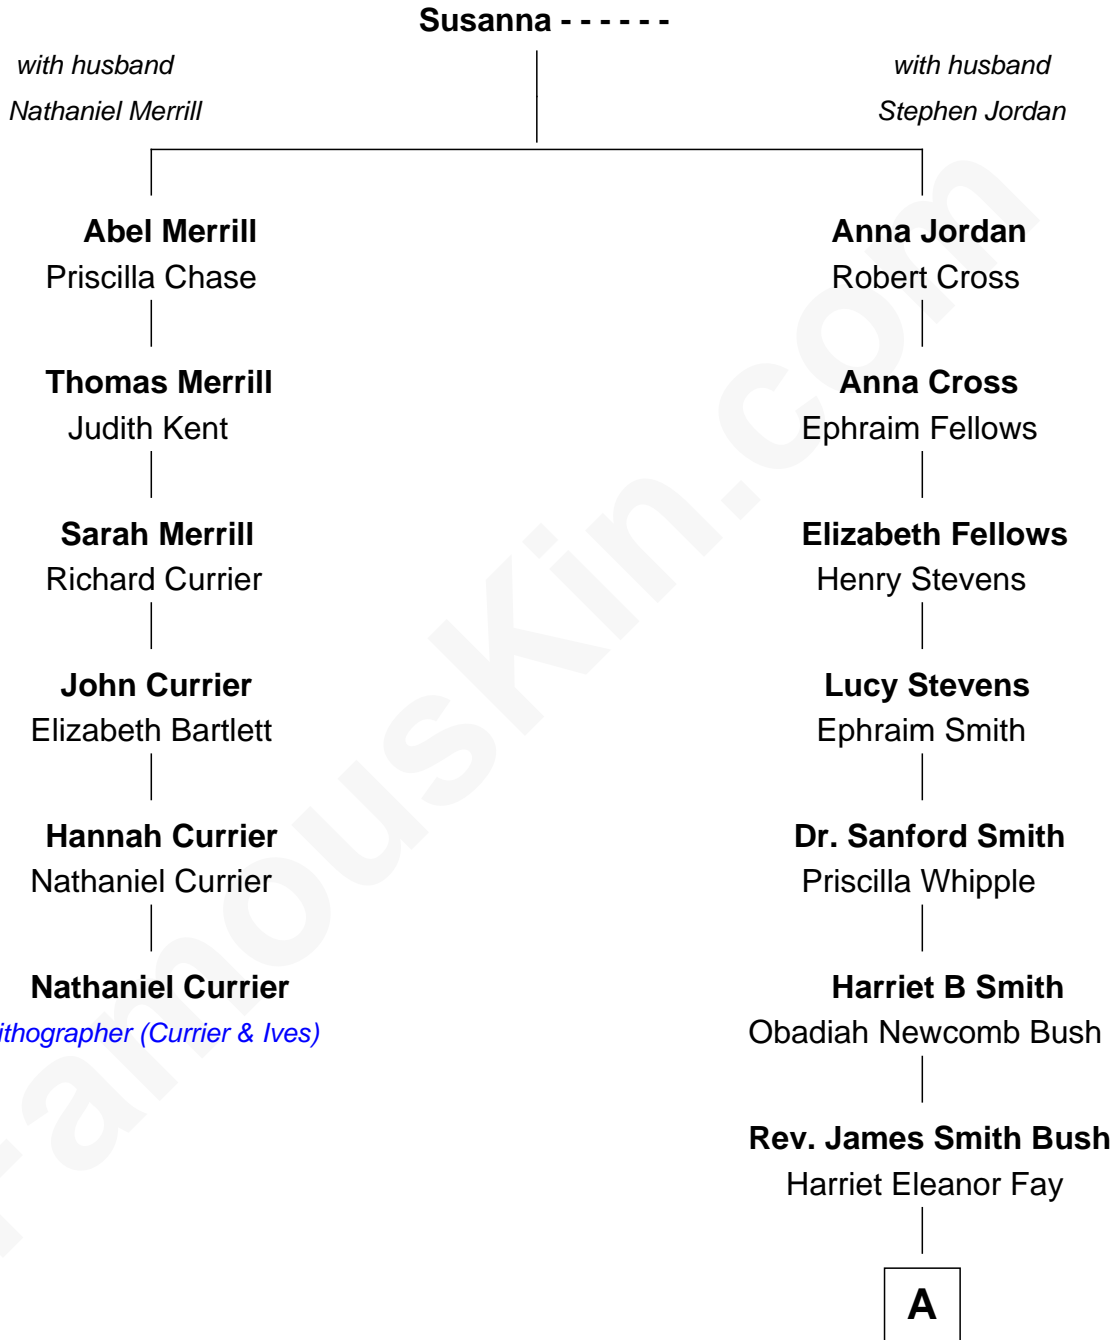 Susanna - - - - - -
with husband
Nathaniel Merrill
with husband
Stephen Jordan
Abel Merrill
Priscilla Chase
Thomas Merrill
Judith Kent
Sarah Merrill
Richard Currier
John Currier
Elizabeth Bartlett
Hannah Currier
Nathaniel Currier
Nathaniel Currier
ithographer (Currier & Ives)
Anna Jordan
Robert Cross
Anna Cross
Ephraim Fellows
Elizabeth Fellows
Henry Stevens
Lucy Stevens
Ephraim Smith
Dr. Sanford Smith
Priscilla Whipple
Harriet B Smith
Obadiah Newcomb Bush
Rev. James Smith Bush
Harriet Eleanor Fay
A
FamousKin.com